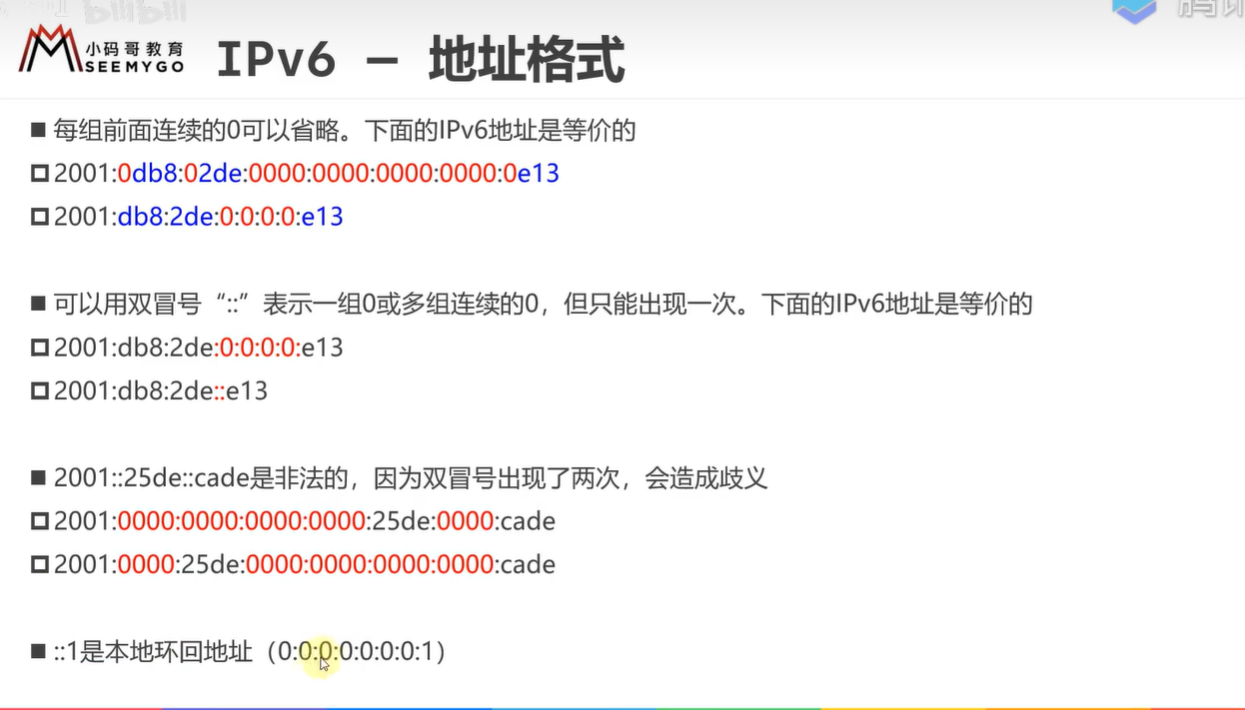 bilibili
腾讯
小码哥教育
SEEMYGO
IPv6 – 地址格式
■ 每组前面连续的0可以省略。下面的IPv6地址是等价的
2001:0db8:02de:0000:0000:0000:0000:0e13
2001:db8:2de:0:0:0:0:e13
■ 可以用双冒号“::”表示一组0或多组连续的0，但只能出现一次。下面的IPv6地址是等价的
2001:db8:2de:0:0:0:0:e13
2001:db8:2de::e13
■ 2001::25de::cade是非法的，因为双冒号出现了两次，会造成歧义
2001:0000:0000:0000:0000:25de:0000:cade
2001:0000:25de:0000:0000:0000:0000:cade
■ ::1是本地环回地址（0:0:0:0:0:0:0:1）